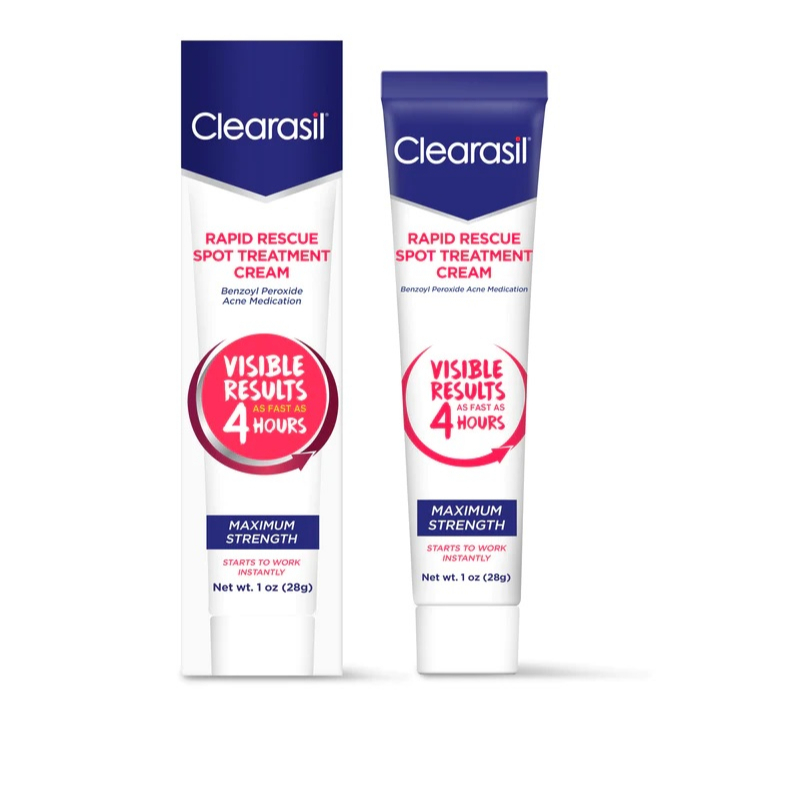 Clearasil®
RAPID RESCUE
SPOT TREATMENT
CREAM
Benzoyl Peroxide
Acne Medication
VISIBLE
RESULTS
AS FAST AS
4 HOURS
MAXIMUM
STRENGTH
STARTS TO WORK
INSTANTLY
Net wt. 1 oz (28g)
Clearasil®
RAPID RESCUE
SPOT TREATMENT
CREAM
Benzoyl Peroxide Acne Medication
VISIBLE
RESULTS
AS FAST AS
4 HOURS
MAXIMUM
STRENGTH
STARTS TO WORK
INSTANTLY
Net wt. 1 oz (28g)